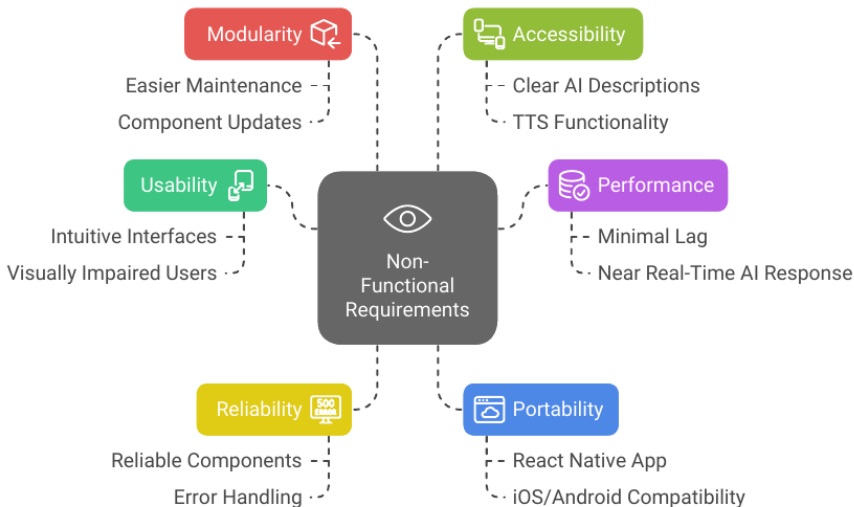 Modularity
Easier Maintenance
Component Updates
Accessibility
Clear AI Descriptions
TTS Functionality
Usability
Intuitive Interfaces
Visually Impaired Users
Performance
Minimal Lag
Near Real-Time AI Response
Non-
Functional
Requirements
Reliability
500
ERROR
Reliable Components
Error Handling
Portability
React Native App
iOS/Android Compatibility